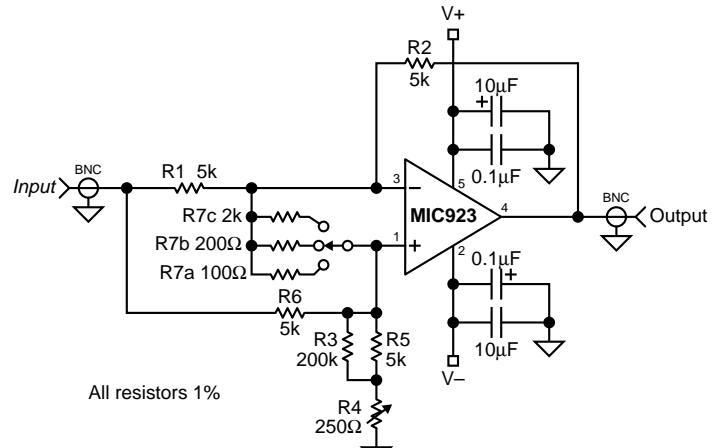 V+
R2
5k
10µF
+
0.1µF
BNC
Input
R1 5k
3
−
5
BNC
R7c 2k
MIC923
4
Output
R7b 200Ω
1
+
2
0.1µF
R7a 100Ω
+
R6
5k
R3
200k
R5
5k
10µF
V−
All resistors 1%
R4
250Ω